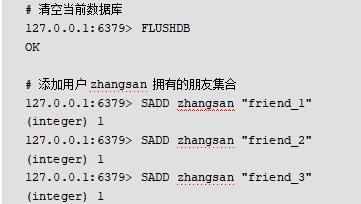 # 清空当前数据库
127.0.0.1:6379> FLUSHDB
OK
# 添加用户 zhangsan 拥有的朋友集合
127.0.0.1:6379> SADD zhangsan "friend_1"
(integer) 1
127.0.0.1:6379> SADD zhangsan "friend_2"
(integer) 1
127.0.0.1:6379> SADD zhangsan "friend_3"
(integer) 1